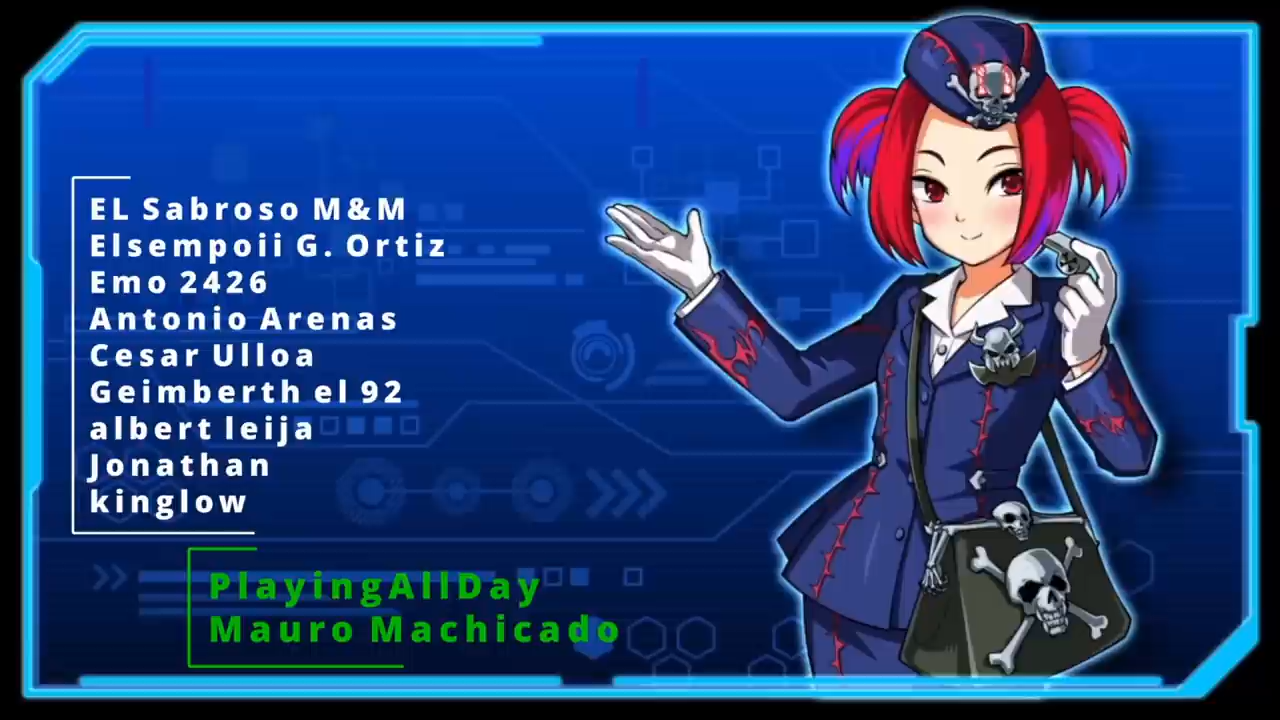 EL Sabroso M&M
Elsempoii G. Ortiz
Emo 2426
Antonio Arenas
Cesar Ulloa
Geimberth el 92
albert leija
Jonathan
kinglow
PlayingAllDay
Mauro Machicado